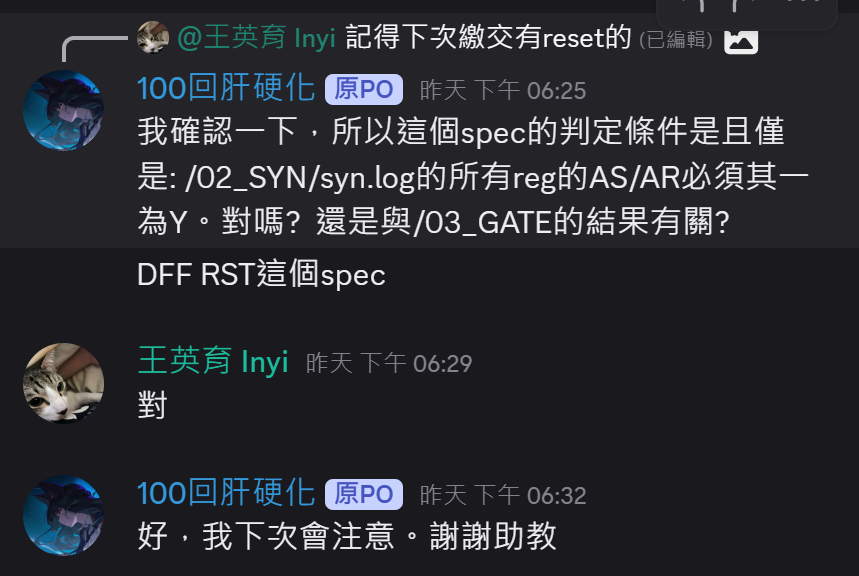 @王英育 Inyi 記得下次繳交有reset的 (已編輯)
100回肝硬化 原PO 昨天 下午 06:25
我確認一下，所以這個spec的判定條件是且僅
是: /02_SYN/syn.log的所有reg的AS/AR必須其一
為Y。對嗎? 還是與/03_GATE的結果有關?
DFF RST這個spec
王英育 Inyi 昨天 下午 06:29
對
100回肝硬化 原PO 昨天 下午 06:32
好，我下次會注意。謝謝助教